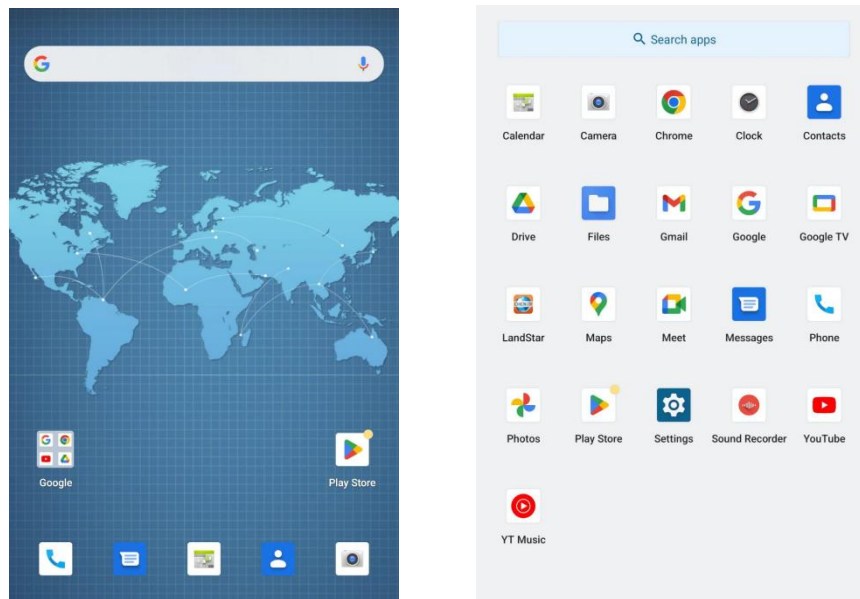 Google
Play Store
Search apps
Calendar Camera Chrome Clock Contacts
Drive Files Gmail Google Google TV
LandStar Maps Meet Messages Phone
Photos Play Store Settings Sound Recorder YouTube
YT Music